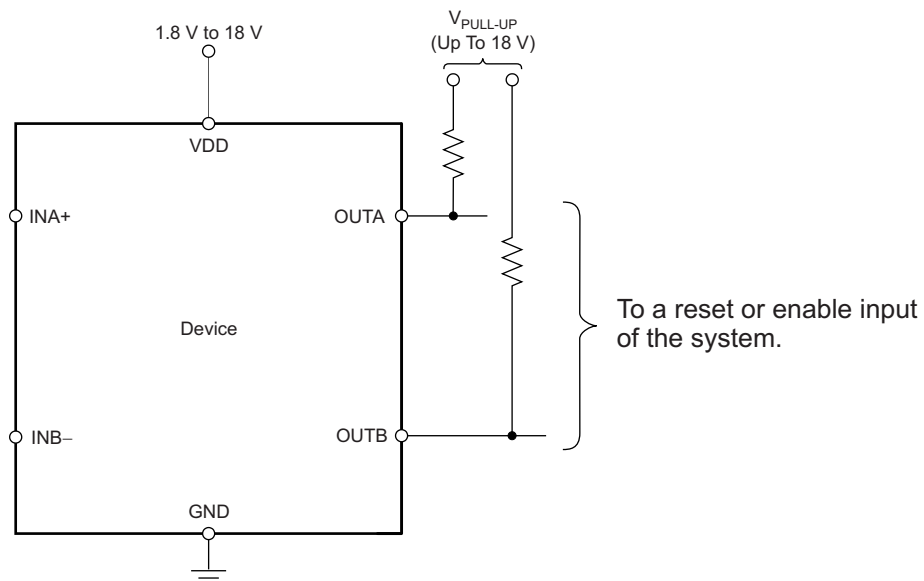 V_PULL-UP
(Up To 18 V)
1.8 V to 18 V
VDD
INA+
OUTA
Device
To a reset or enable input
of the system.
INB–
OUTB
GND